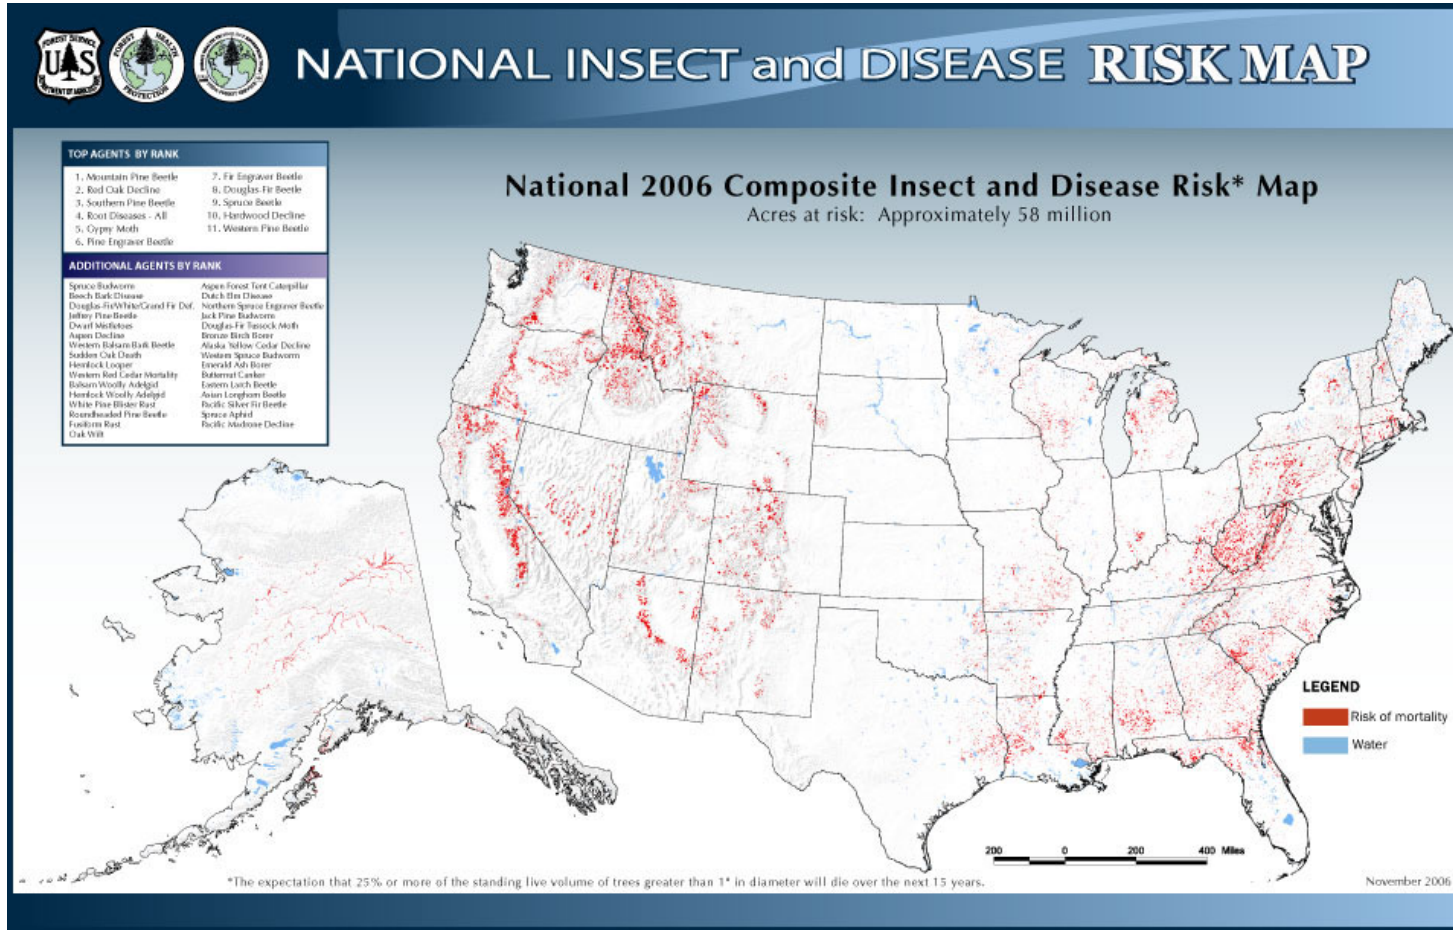 FOREST SERVICE
US
DEPARTMENT OF AGRICULTURE
FOREST HEALTH
PROTECTION
NATIONAL INSECT and DISEASE RISK MAP
TOP AGENTS BY RANK
1. Mountain Pine Beetle
2. Red Oak Decline
3. Southern Pine Beetle
4. Root Diseases - All
5. Gypsy Moth
6. Pine Engraver Beetle
7. Fir Engraver Beetle
8. Douglas-Fir Beetle
9. Spruce Beetle
10. Hardwood Decline
11. Western Pine Beetle
ADDITIONAL AGENTS BY RANK
Spruce Budworm
Beech Bark Disease
Douglas-Fir/White/Grand Fir Def.
Jeffrey Pine Beetle
Dwarf Mistletoes
Aspen Decline
Western Balsam Bark Beetle
Sudden Oak Death
Hemlock Looper
Western Red Cedar Mortality
Balsam Woolly Adelgid
Hemlock Woolly Adelgid
White Pine Blister Rust
Roundheaded Pine Beetle
Fusiform Rust
Oak Wilt
Aspen Forest Tent Caterpillar
Dutch Elm Disease
Northern Spruce Engraver Beetle
Jack Pine Budworm
Douglas-Fir Tussock Moth
Bronze Birch Borer
Alaska Yellow Cedar Decline
Western Spruce Budworm
Emerald Ash Borer
Butternut Canker
Eastern Larch Beetle
Asian Longhorn Beetle
Pacific Silver Fir Beetle
Spruce Aphid
Pacific Madrone Decline
National 2006 Composite Insect and Disease Risk* Map
Acres at risk: Approximately 58 million
LEGEND
Risk of mortality
Water
200 0 200 400 Miles
*The expectation that 25% or more of the standing live volume of trees greater than 1" in diameter will die over the next 15 years.
November 2006